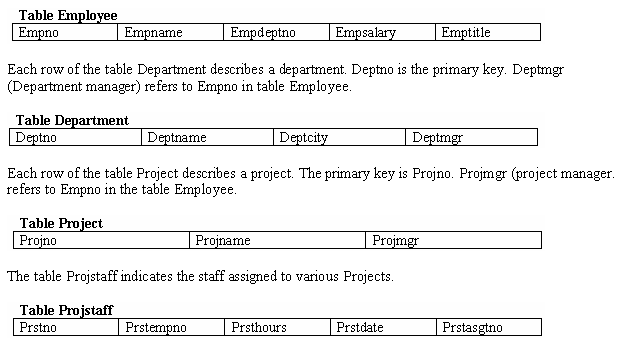 Table Employee
Empno Empname Empdeptno Empsalary Emptitle
Each row of the table Department describes a department. Deptno is the primary key. Deptmgr
(Department manager) refers to Empno in table Employee.
Table Department
Deptno Deptname Deptcity Deptmgr
Each row of the table Project describes a project. The primary key is Projno. Projmgr (project manager.
refers to Empno in the table Employee.
Table Project
Projno Projname Projmgr
The table Projstaff indicates the staff assigned to various Projects.
Table Projstaff
Prstno Prstempno Prsthours Prstdate Prstasgtno